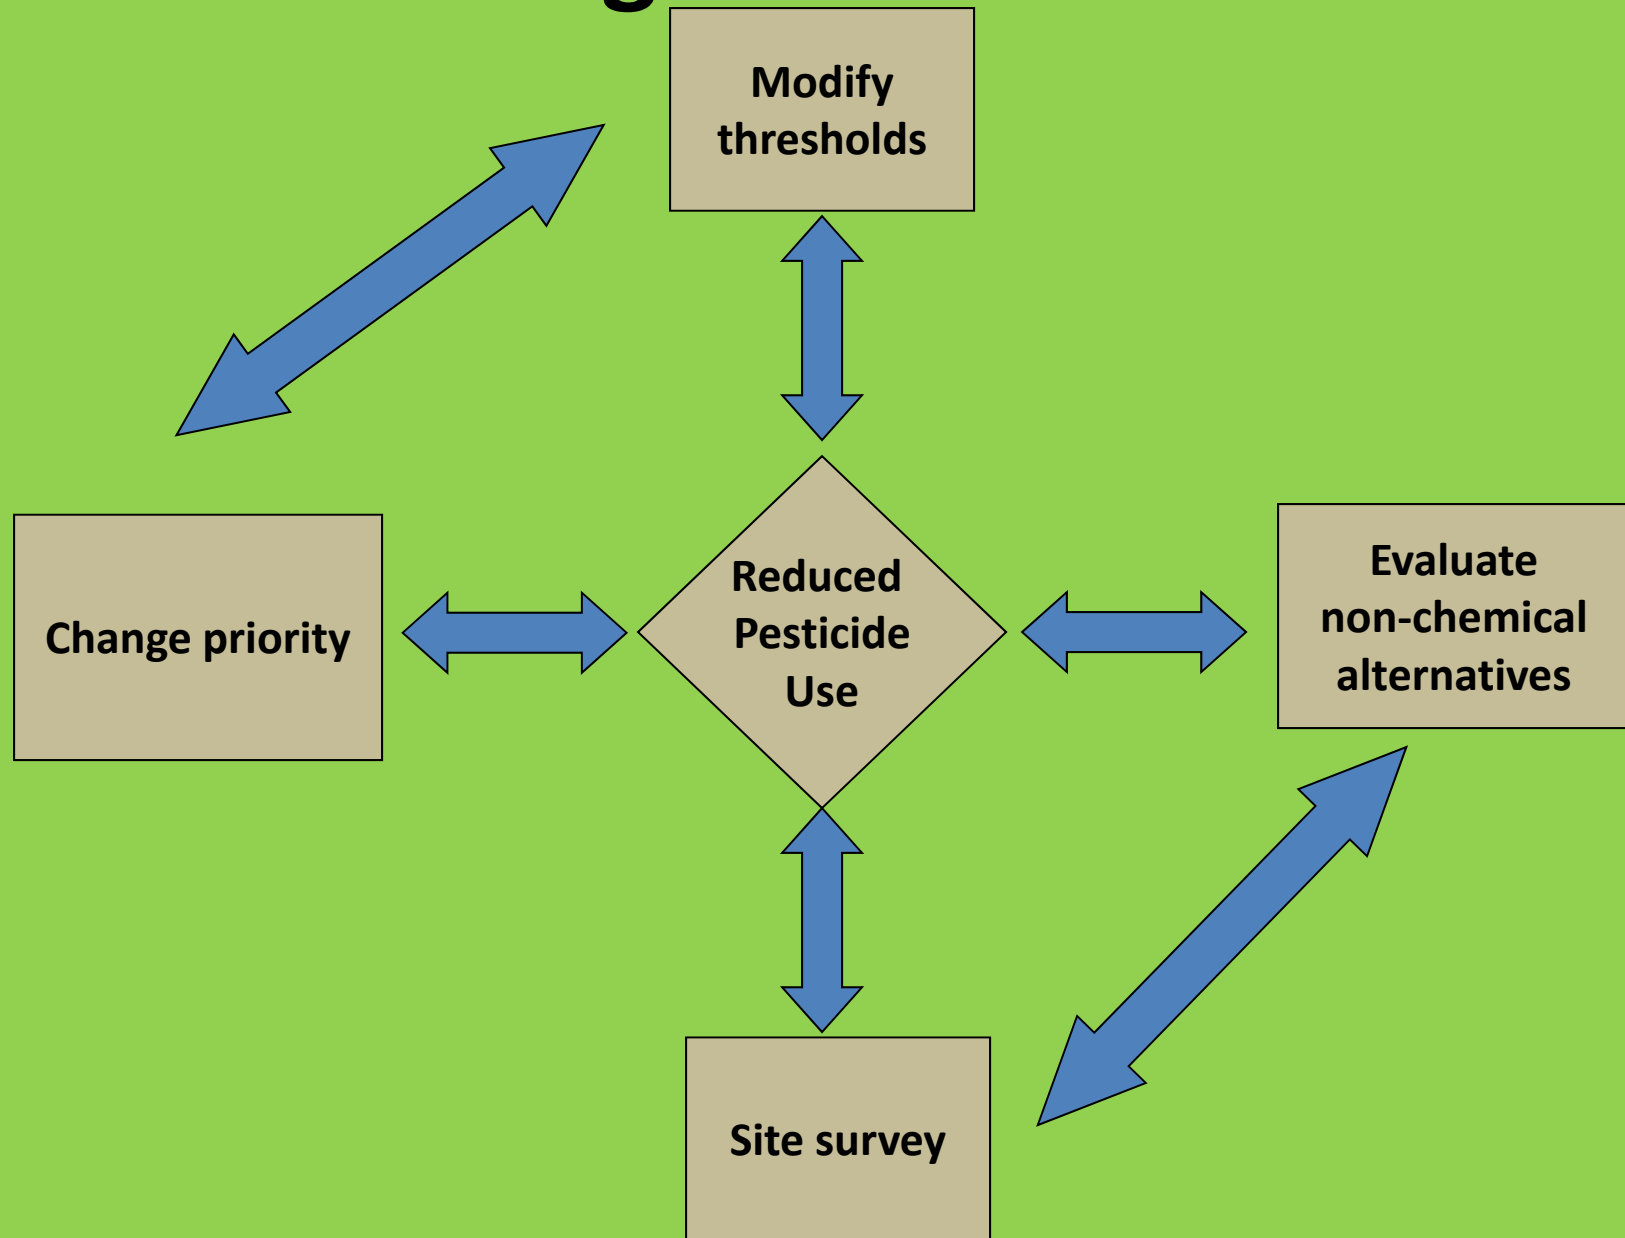 Modify
thresholds
Change priority
Reduced
Pesticide
Use
Evaluate
non-chemical
alternatives
Site survey